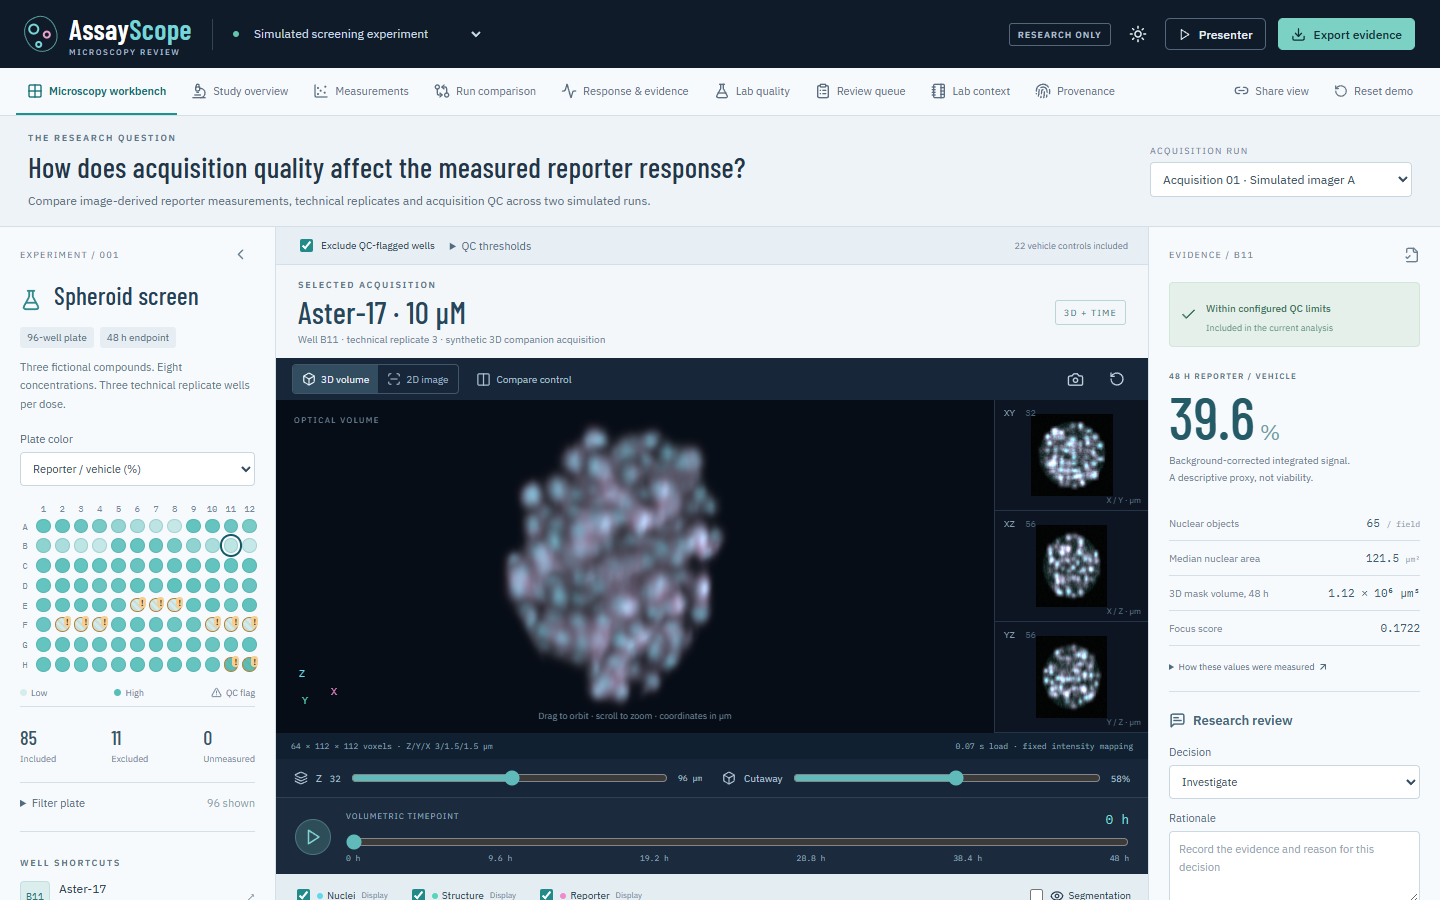 AssayScope
MICROSCOPY REVIEW
Simulated screening experiment
RESEARCH ONLY
Presenter
Export evidence
Microscopy workbench
Study overview
Measurements
Run comparison
Response & evidence
Lab quality
Review queue
Lab context
Provenance
Share view
Reset demo
THE RESEARCH QUESTION
How does acquisition quality affect the measured reporter response?
Compare image-derived reporter measurements, technical replicates and acquisition QC across two simulated runs.
ACQUISITION RUN
Acquisition 01 · Simulated imager A
EXPERIMENT / 001
Spheroid screen
96-well plate
48 h endpoint
Three fictional compounds. Eight
concentrations. Three technical replicate wells
per dose.
Plate color
Reporter / vehicle (%)
1 2 3 4 5 6 7 8 9 10 11 12
A
B
C
D
E ! ! !
F ! ! ! ! ! !
G
H ! !
Low
High
QC flag
85
Included
11
Excluded
0
Unmeasured
Filter plate
96 shown
WELL SHORTCUTS
B11
Aster-17
Exclude QC-flagged wells
QC thresholds
22 vehicle controls included
SELECTED ACQUISITION
Aster-17 · 10 µM
Well B11 · technical replicate 3 · synthetic 3D companion acquisition
3D + TIME
3D volume
2D image
Compare control
OPTICAL VOLUME
Z
Y
X
Drag to orbit · scroll to zoom · coordinates in µm
XY 32
X / Y · µm
XZ 56
X / Z · µm
YZ 56
Y / Z · µm
64 × 112 × 112 voxels · Z/Y/X 3/1.5/1.5 µm
0.07 s load · fixed intensity mapping
Z 32
96 µm
Cutaway
58%
VOLUMETRIC TIMEPOINT
0 h
0 h
9.6 h
19.2 h
28.8 h
38.4 h
48 h
Nuclei Display
Structure Display
Reporter Display
Segmentation
EVIDENCE / B11
Within configured QC limits
Included in the current analysis
48 H REPORTER / VEHICLE
39.6 %
Background-corrected integrated signal.
A descriptive proxy, not viability.
Nuclear objects
65 / field
Median nuclear area
121.5 µm²
3D mask volume, 48 h
1.12 × 10⁶ µm³
Focus score
0.1722
How these values were measured
Research review
Decision
Investigate
Rationale
Record the evidence and reason for this
decision